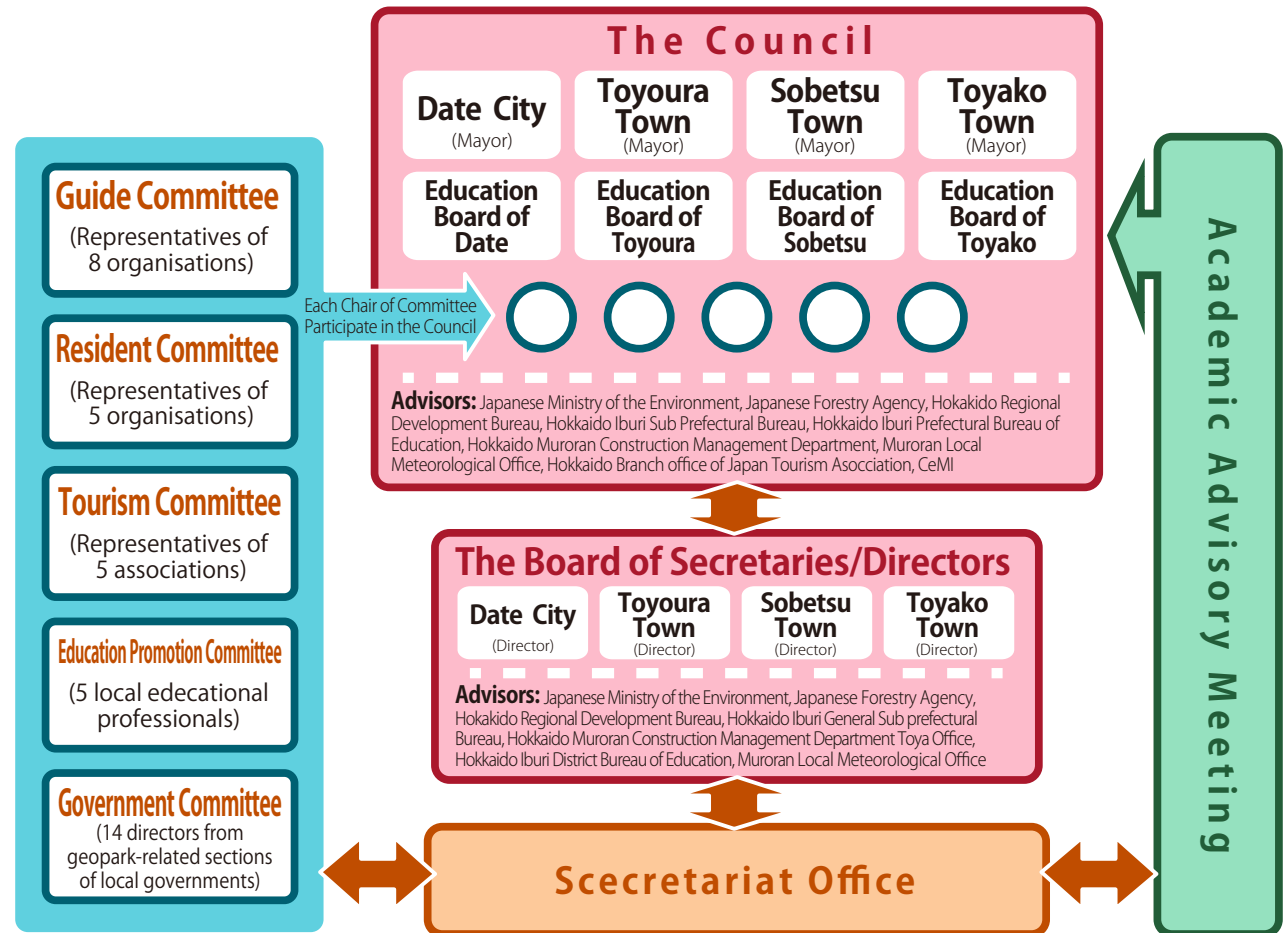 The Council
Date City
(Mayor)
Toyoura
Town
(Mayor)
Sobetsu
Town
(Mayor)
Toyako
Town
(Mayor)
Education
Board of
Date
Education
Board of
Toyoura
Education
Board of
Sobetsu
Education
Board of
Toyako
Advisors: Japanese Ministry of the Environment, Japanese Forestry Agency, Hokakido Regional
Development Bureau, Hokkaido Iburi Sub Prefectural Bureau, Hokkaido Iburi Prefectural Bureau of
Education, Hokkaido Muroran Construction Management Department, Muroran Local
Meteorological Office, Hokkaido Branch office of Japan Tourism Asocciation, CeMI
Guide Committee
(Representatives of
8 organisations)
Resident Committee
(Representatives of
5 organisations)
Tourism Committee
(Representatives of
5 associations)
Education Promotion Committee
(5 local edecational
professionals)
Government Committee
(14 directors from
geopark-related sections
of local governments)
Each Chair of Committee
Participate in the Council
The Board of Secretaries/Directors
Date City
(Director)
Toyoura
Town
(Director)
Sobetsu
Town
(Director)
Toyako
Town
(Director)
Advisors: Japanese Ministry of the Environment, Japanese Forestry Agency,
Hokakido Regional Development Bureau, Hokkaido Iburi General Sub prefectural
Bureau, Hokkaido Muroran Construction Management Department Toya Office,
Hokkaido Iburi District Bureau of Education, Muroran Local Meteorological Office
Scecretariat Office
Academic Advisory Meeting